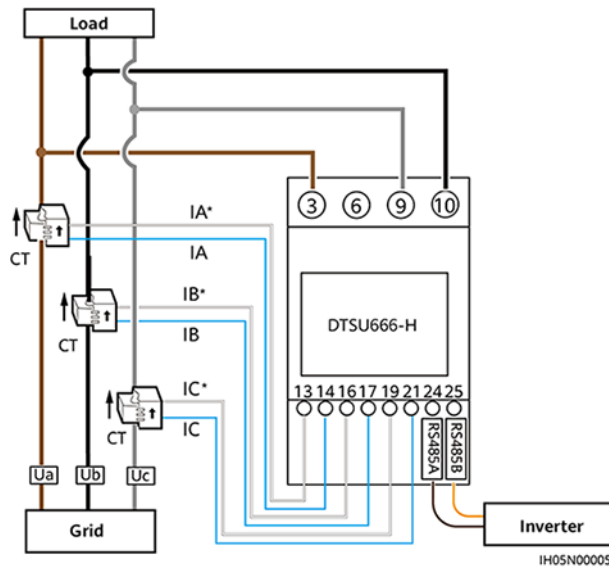 Load
3 6 9 10
IA*
CT
IA
DTSU666-H
IB*
CT
IB
IC*
13 14 16 17 19 21 24 25
CT
IC
RS485A
RS485B
Ua Ub Uc
Grid
Inverter
IH05N00005